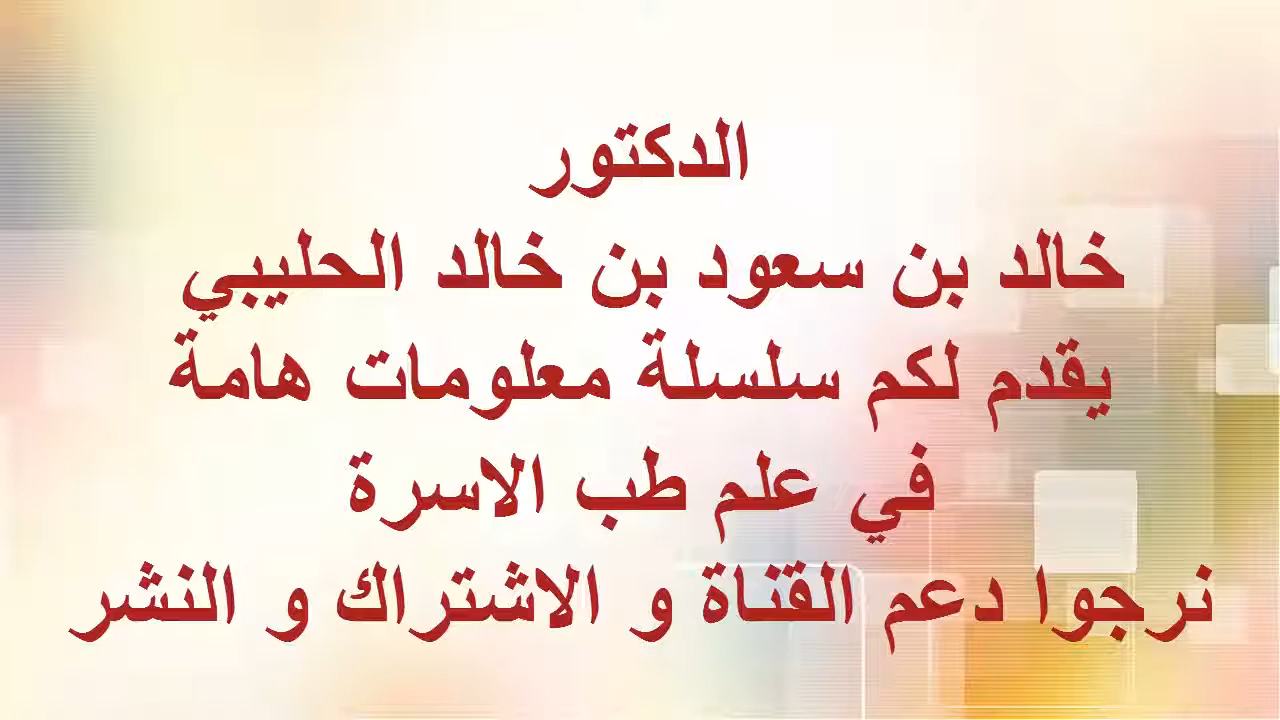 الدكتور
خالد بن سعود بن خالد الحليبي
يقدم لكم سلسلة معلومات هامة
في علم طب الاسرة
نرجوا دعم القناة و الاشتراك و النشر